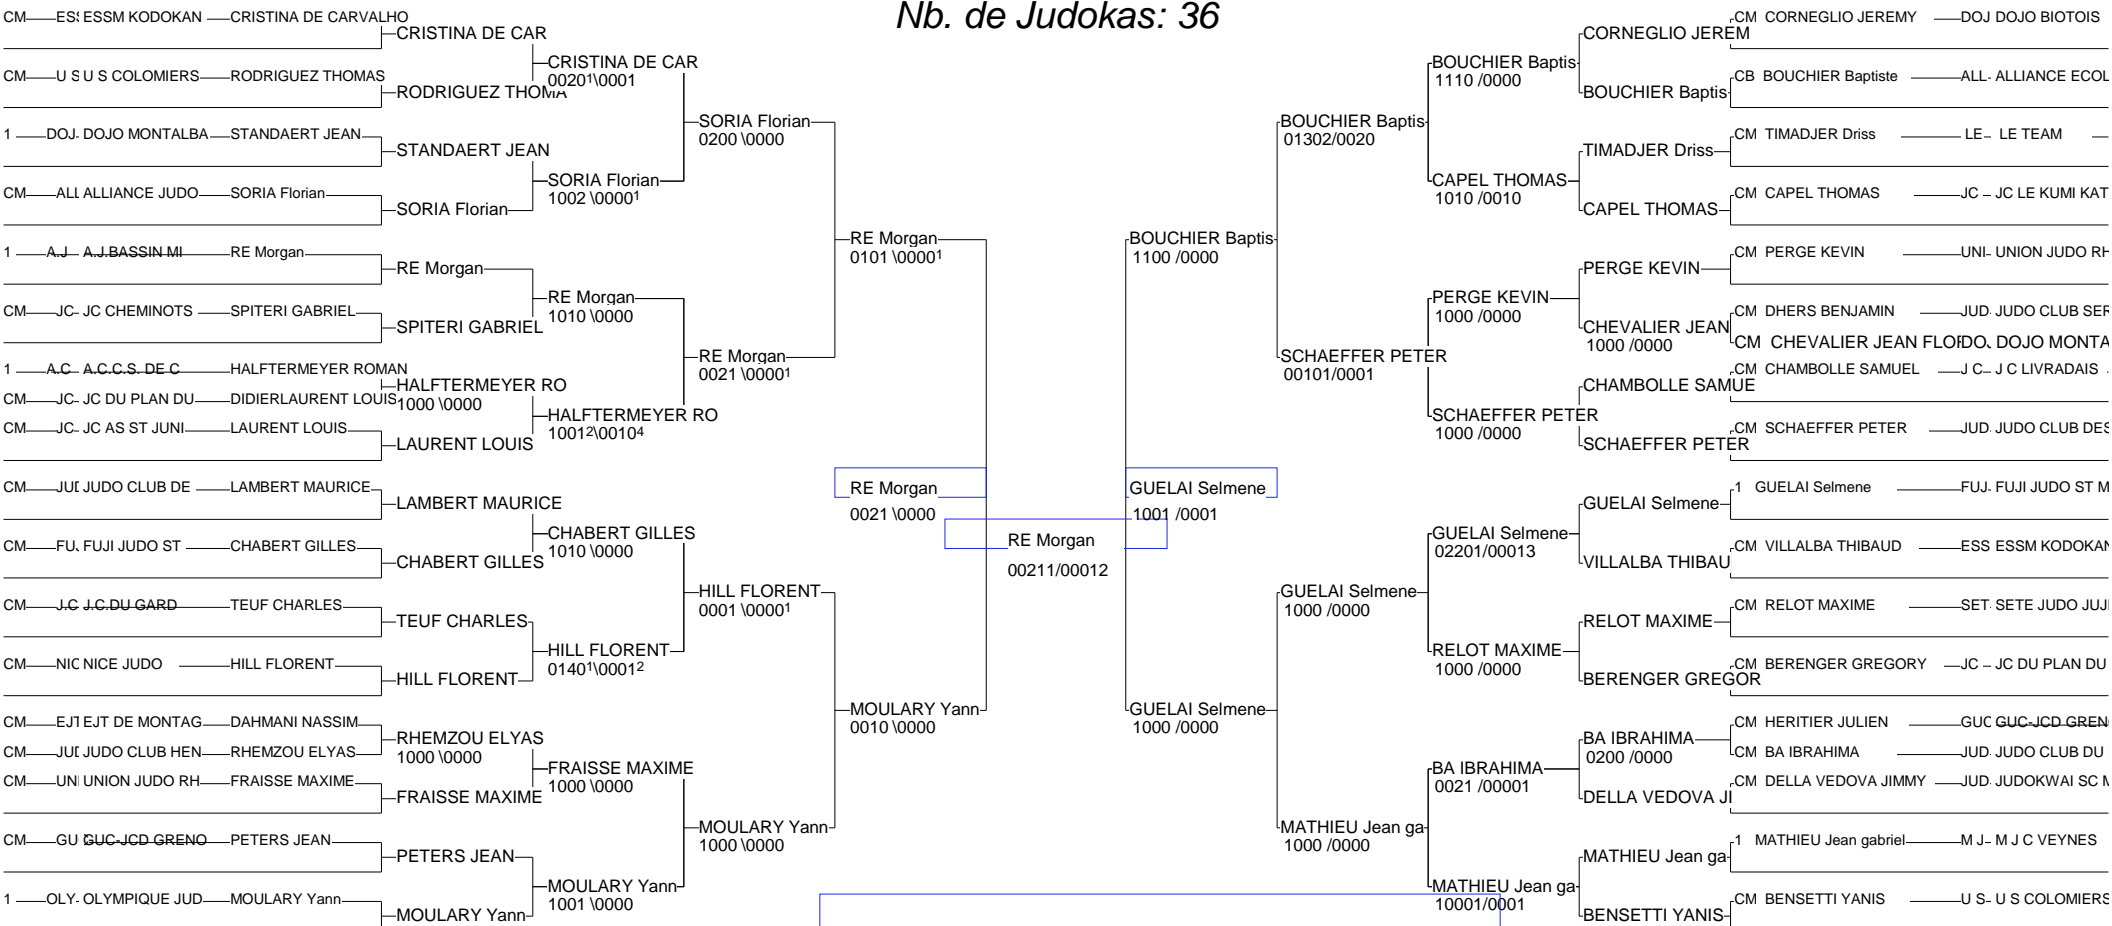 Nb. de Judokas: 36
CM ESS ESSM KODOKAN CRISTINA DE CARVALHO
CM U S U S COLOMIERS RODRIGUEZ THOMAS
1 DOJ DOJO MONTALBA STANDAERT JEAN
CM ALL ALLIANCE JUDO SORIA Florian
1 A.J A.J.BASSIN MI RE Morgan
CM JC JC CHEMINOTS SPITERI GABRIEL
1 A.C A.C.C.S. DE C HALFTERMEYER ROMAN
CM JC JC DU PLAN DU DIDIERLAURENT LOUIS
CM JC JC AS ST JUNI LAURENT LOUIS
CM JUD JUDO CLUB DE LAMBERT MAURICE
CM FUJ FUJI JUDO ST CHABERT GILLES
CM J.C J.C.DU GARD TEUF CHARLES
CM NIC NICE JUDO HILL FLORENT
CM EJT EJT DE MONTAG DAHMANI NASSIM
CM JUD JUDO CLUB HEN RHEMZOU ELYAS
CM UNI UNION JUDO RH FRAISSE MAXIME
CM GU GUC-JCD GRENO PETERS JEAN
1 OLY OLYMPIQUE JUD MOULARY Yann
CRISTINA DE CAR
RODRIGUEZ THOMA
STANDAERT JEAN
SORIA Florian
RE Morgan
SPITERI GABRIEL
HALFTERMEYER RO
1000 \0000
LAURENT LOUIS
LAMBERT MAURICE
CHABERT GILLES
TEUF CHARLES
HILL FLORENT
RHEMZOU ELYAS
1000 \0000
FRAISSE MAXIME
PETERS JEAN
MOULARY Yann
CRISTINA DE CAR
0020¹\0001
SORIA Florian
1002 \0000¹
RE Morgan
1010 \0000
HALFTERMEYER RO
1001²\0010⁴
CHABERT GILLES
1010 \0000
HILL FLORENT
0140¹\0001²
FRAISSE MAXIME
1000 \0000
MOULARY Yann
1001 \0000
SORIA Florian
0200 \0000
RE Morgan
0021 \0000¹
HILL FLORENT
0001 \0000¹
MOULARY Yann
1000 \0000
RE Morgan
0101 \0000¹
MOULARY Yann
0010 \0000
RE Morgan
0021 \0000
RE Morgan
00211/00012
GUELAI Selmene
1001 /0001
BOUCHIER Baptis
1100 /0000
GUELAI Selmene
1000 /0000
BOUCHIER Baptis
01302/0020
SCHAEFFER PETER
00101/0001
GUELAI Selmene
1000 /0000
MATHIEU Jean ga
1000 /0000
BOUCHIER Baptis
1110 /0000
CAPEL THOMAS
1010 /0010
PERGE KEVIN
1000 /0000
SCHAEFFER PETER
1000 /0000
GUELAI Selmene
02201/00013
RELOT MAXIME
1000 /0000
BA IBRAHIMA
0021 /00001
MATHIEU Jean ga
10001/0001
CORNEGLIO JEREM
BOUCHIER Baptis
TIMADJER Driss
CAPEL THOMAS
PERGE KEVIN
CHEVALIER JEAN
1000 /0000
CHAMBOLLE SAMUE
SCHAEFFER PETER
GUELAI Selmene
VILLALBA THIBAU
RELOT MAXIME
BERENGER GREGOR
BA IBRAHIMA
0200 /0000
DELLA VEDOVA JI
MATHIEU Jean ga
BENSETTI YANIS
CM CORNEGLIO JEREMY DOJ DOJO BIOTOIS
CB BOUCHIER Baptiste ALL ALLIANCE ECOL
CM TIMADJER Driss LE LE TEAM
CM CAPEL THOMAS JC JC LE KUMI KAT
CM PERGE KEVIN UNI UNION JUDO RH
CM DHERS BENJAMIN JUD JUDO CLUB SER
CM CHEVALIER JEAN FLO DOJ DOJO MONTA
CM CHAMBOLLE SAMUEL J C J C LIVRADAIS
CM SCHAEFFER PETER JUD JUDO CLUB DES
1 GUELAI Selmene FUJ FUJI JUDO ST M
CM VILLALBA THIBAUD ESS ESSM KODOKAN
CM RELOT MAXIME SET SETE JUDO JUJI
CM BERENGER GREGORY JC JC DU PLAN DU
CM HERITIER JULIEN GUC GUC-JCD GREN
CM BA IBRAHIMA JUD JUDO CLUB DU
CM DELLA VEDOVA JIMMY JUD JUDOKWAI SC M
1 MATHIEU Jean gabriel M J M J C VEYNES
CM BENSETTI YANIS U S U S COLOMIERS